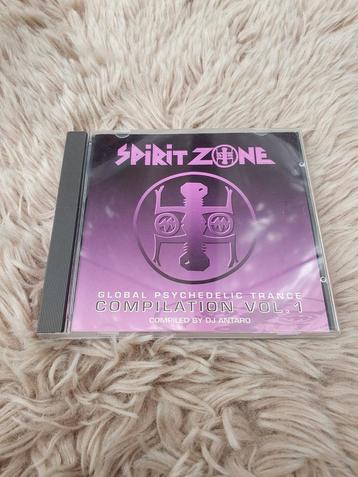 SPIRIT ZONE
GLOBAL PSYCHEDELIC TRANCE
COMPILATION VOL. 1
COMPILED BY DJ ANTARO